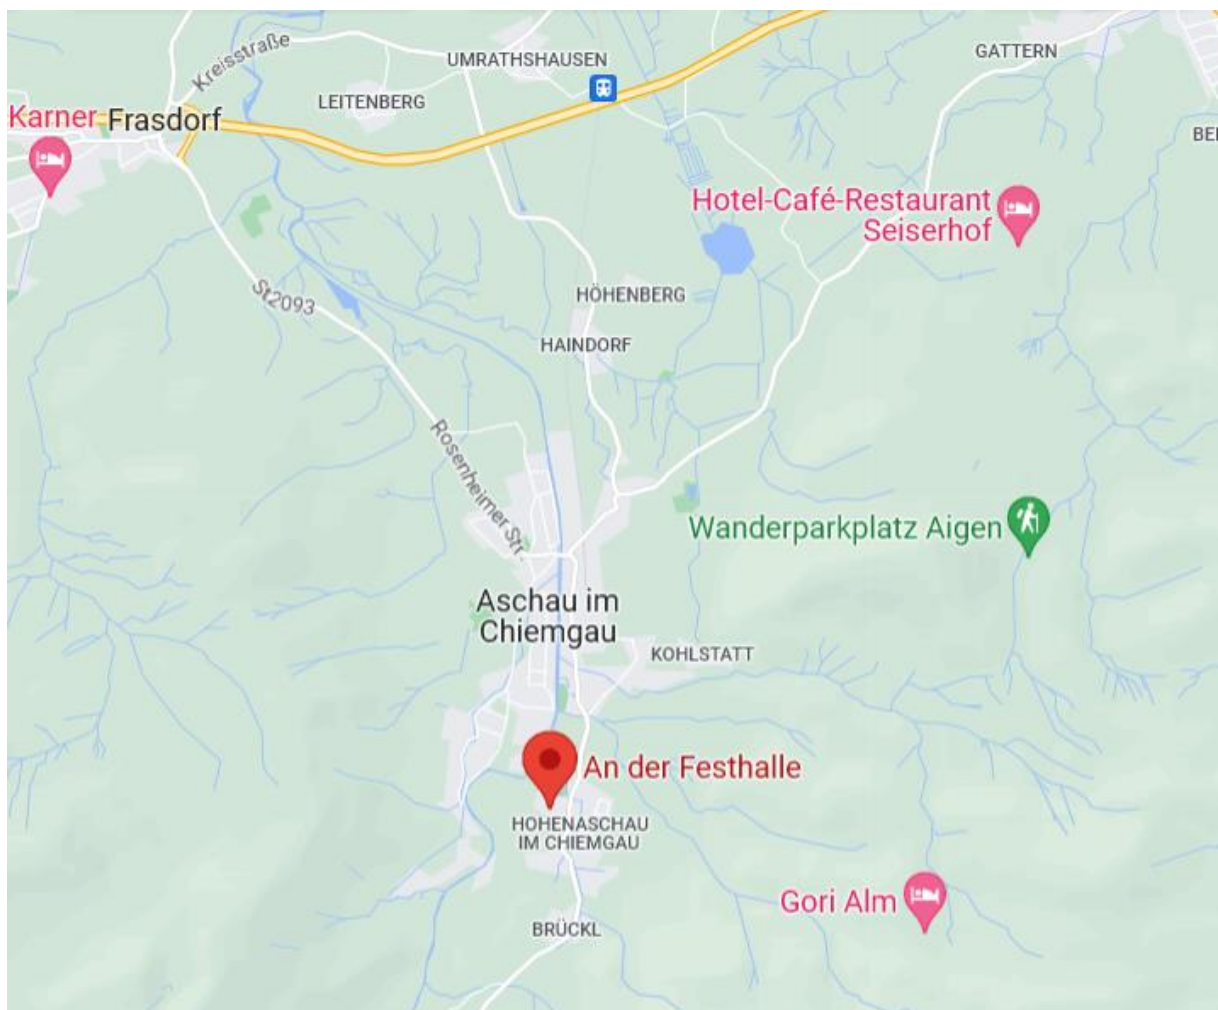 Kreisstraße
UMRATHSHAUSEN
GATTERN
LEITENBERG
Karner
Frasdorf
BEI
Hotel-Café-Restaurant
Seiserhof
St2093
HÖHENBERG
HAINDORF
Rosenheimer Str.
Wanderparkplatz Aigen
Aschau im
Chiemgau
KOHLSTATT
An der Festhalle
HOHENASCHAU
IM CHIEMGAU
Gori Alm
BRÜCKL